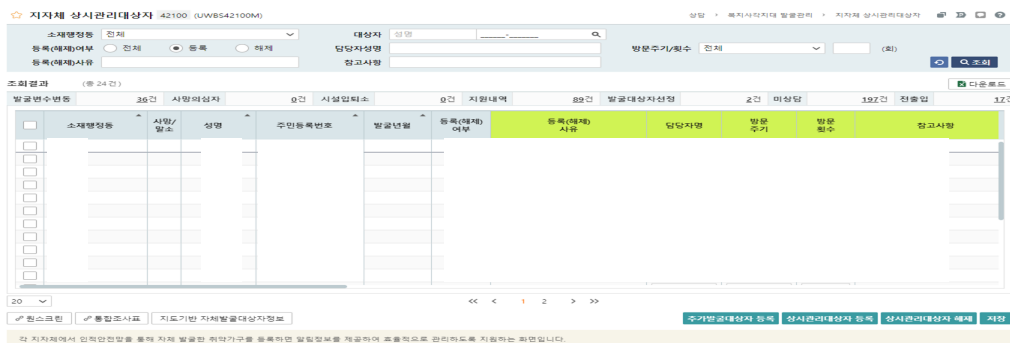 ☆ 지자체 상시관리대상자 42100 (UWBS42100M) 상담 > 복지사각지대 발굴관리 > 지자체 상시관리대상자
소재행정동 전체 대상자 성명 ______-_______
등록(해제)여부 전체 등록 해제 담당자성명 방문주기/횟수 전체 (회)
등록(해제)사유 참고사항 조회
조회결과 (총 24 건) 다운로드
발굴변수변동 36건 사망의심자 0건 시설입퇴소 0건 지원내역 89건 발굴대상자선정 2건 미상담 197건 전출입 17건
소재행정동 사망/말소 성명 주민등록번호 발굴년월 등록(해제)여부 등록(해제)사유 담당자명 방문주기 방문횟수 참고사항
20 << < 1 2 > >>
원스크린 통합조사표 지도기반 자체발굴대상자정보 주기발굴대상자 등록 상시관리대상자 등록 상시관리대상자 해제 저장
각 지자체에서 인적안전망을 통해 자체 발굴한 취약가구를 등록하면 알림정보를 제공하여 효율적으로 관리하도록 지원하는 화면입니다.